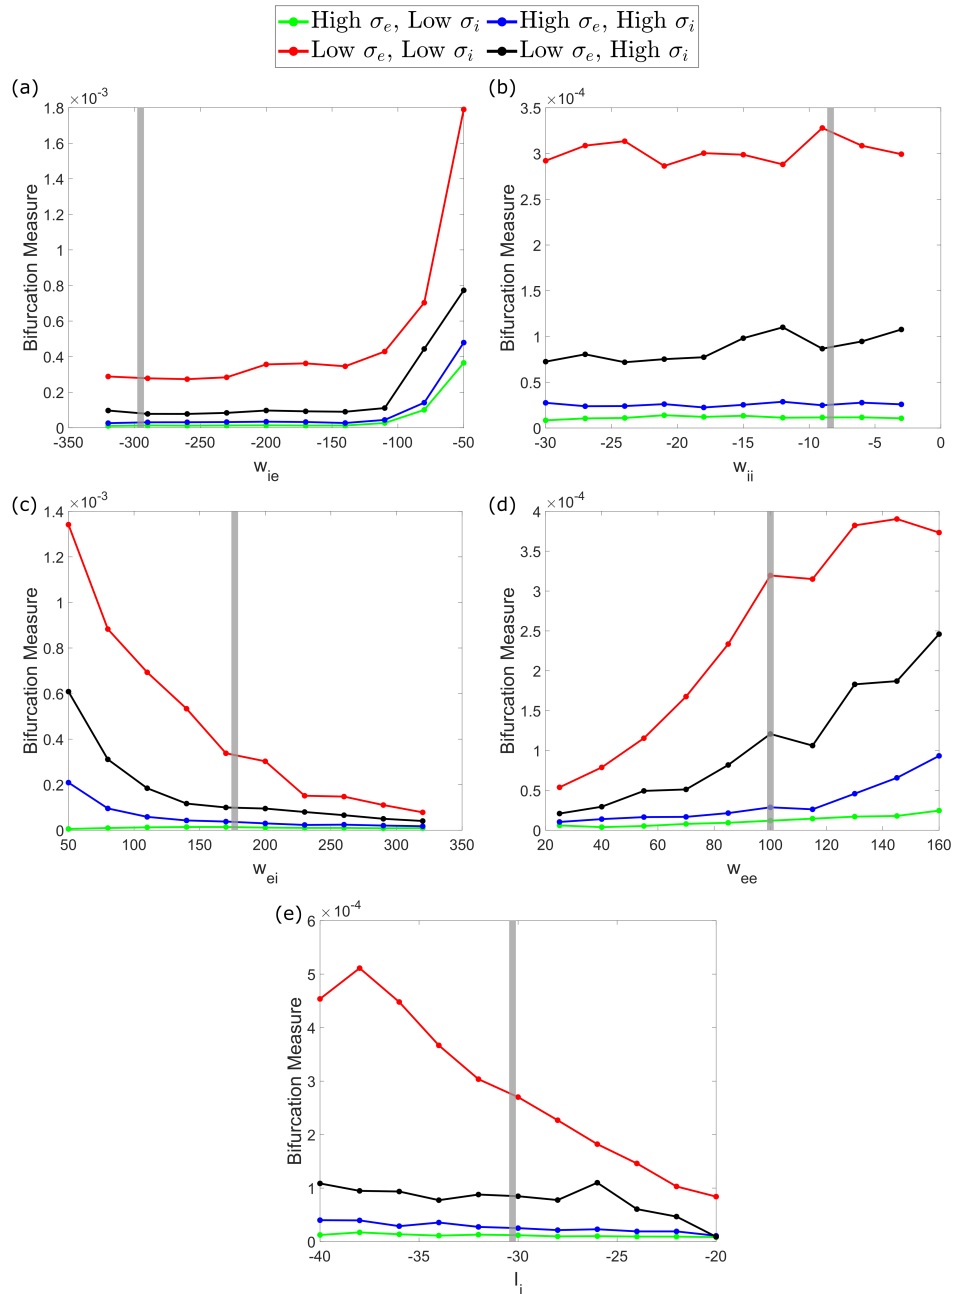 High σe, Low σi
High σe, High σi
Low σe, Low σi
Low σe, High σi
(a)
×10-3
1.8
1.6
1.4
1.2
1
0.8
0.6
0.4
0.2
0
Bifurcation Measure
-350 -300 -250 -200 -150 -100 -50
wie
(b)
×10-4
3.5
3
2.5
2
1.5
1
0.5
0
Bifurcation Measure
-30 -25 -20 -15 -10 -5 0
wii
(c)
×10-3
1.4
1.2
1
0.8
0.6
0.4
0.2
0
Bifurcation Measure
50 100 150 200 250 300 350
wei
(d)
×10-4
4
3.5
3
2.5
2
1.5
1
0.5
0
Bifurcation Measure
20 40 60 80 100 120 140 160
wee
(e)
×10-4
6
5
4
3
2
1
0
Bifurcation Measure
-40 -35 -30 -25 -20
Ii